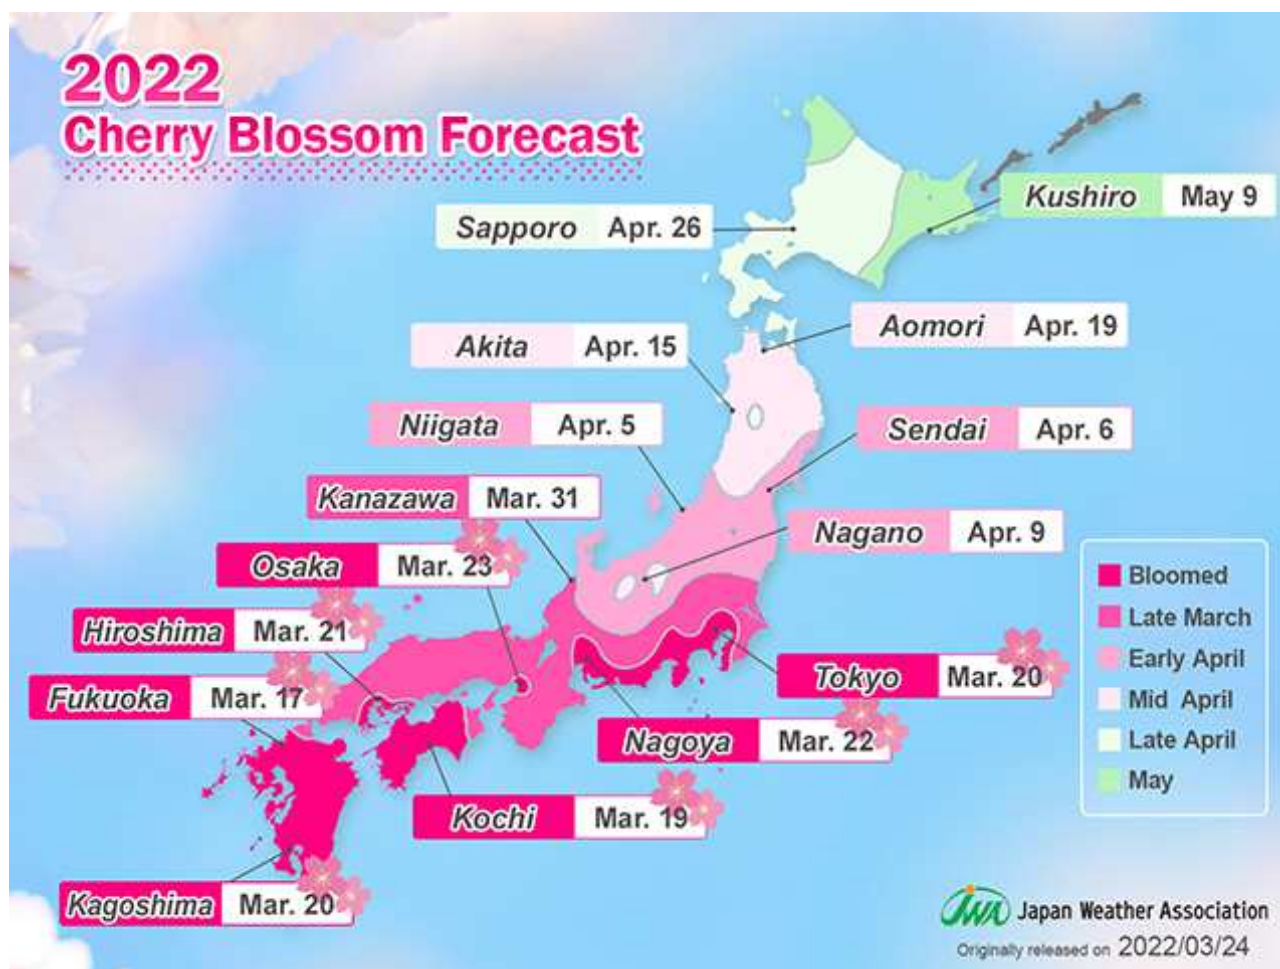 2022
Cherry Blossom Forecast
Kushiro May 9
Sapporo Apr. 26
Aomori Apr. 19
Akita Apr. 15
Niigata Apr. 5
Sendai Apr. 6
Kanazawa Mar. 31
Nagano Apr. 9
Osaka Mar. 23
Hiroshima Mar. 21
Fukuoka Mar. 17
Tokyo Mar. 20
Nagoya Mar. 22
Kochi Mar. 19
Kagoshima Mar. 20
Bloomed
Late March
Early April
Mid April
Late April
May
JWA Japan Weather Association
Originally released on 2022/03/24